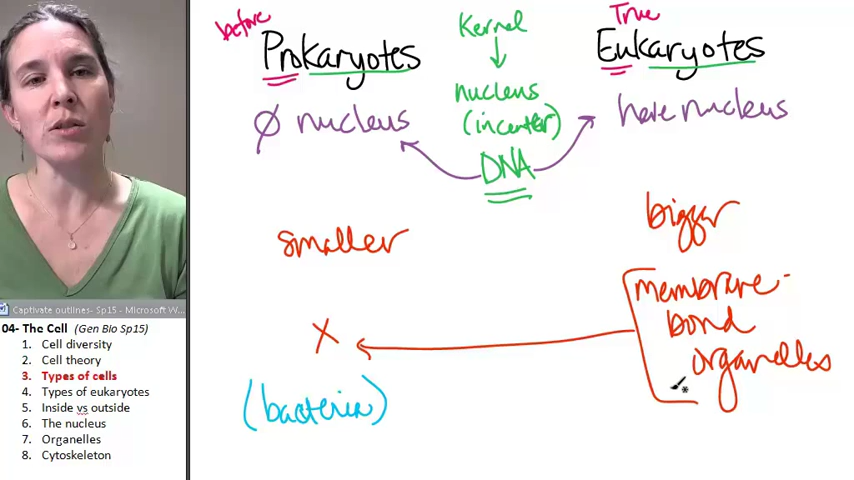 before
Prokaryotes
Kernel
True
Eukaryotes
nucleus
(incenter)
Ø nucleus
have nucleus
DNA
smaller
bigger
membrane-
bond
organelles
X
(bacteria)
Captivate outlines- Sp15 - Microsoft W...
04- The Cell (Gen Bio Sp15)
1. Cell diversity
2. Cell theory
3. Types of cells
4. Types of eukaryotes
5. Inside vs outside
6. The nucleus
7. Organelles
8. Cytoskeleton